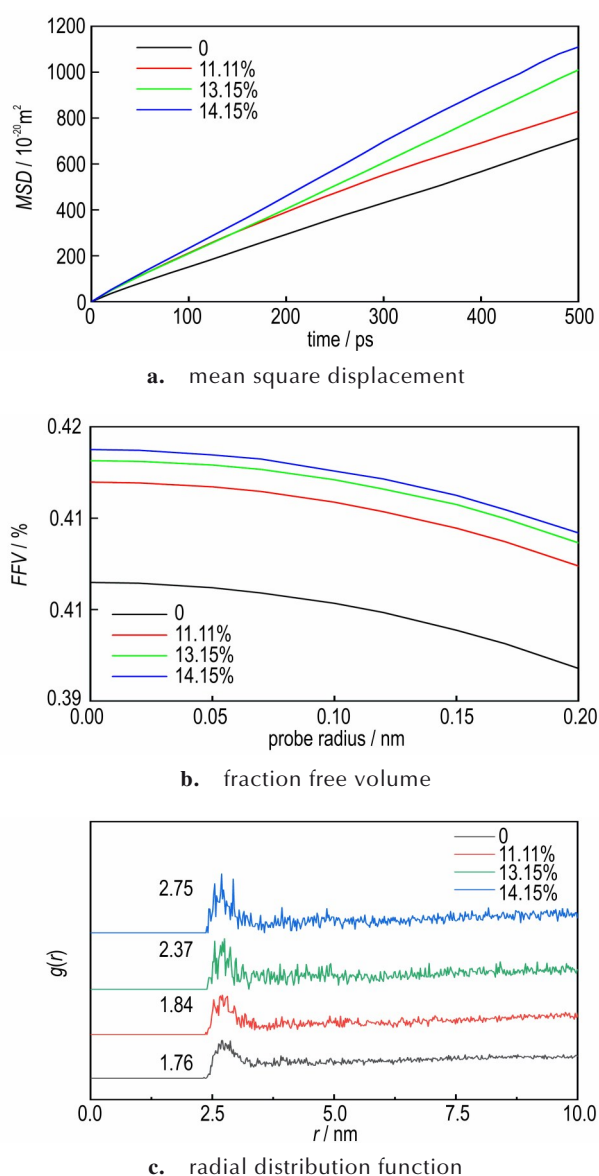 1200
1000
800
600
400
200
0
MSD / 10⁻²⁰m²
0
11.11%
13.15%
14.15%
0 100 200 300 400 500
time / ps
a. mean square displacement
0.42
0.41
0.41
0.39
FFV / %
0
11.11%
13.15%
14.15%
0.00 0.05 0.10 0.15 0.20
probe radius / nm
b. fraction free volume
g(r)
0
11.11%
13.15%
14.15%
2.75
2.37
1.84
1.76
0.0 2.5 5.0 7.5 10.0
r / nm
c. radial distribution function